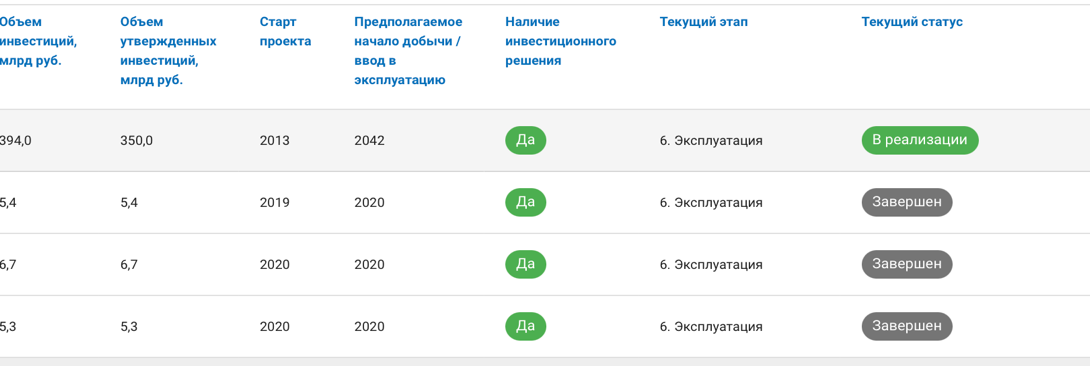 Объем Объем Старт Предполагаемое Наличие Текущий этап Текущий статус
инвестиций, утвержденных проекта начало добычи / инвестиционного
млрд руб. инвестиций, ввод в решения
млрд руб. эксплуатацию
394,0 350,0 2013 2042 Да 6. Эксплуатация В реализации
5,4 5,4 2019 2020 Да 6. Эксплуатация Завершен
6,7 6,7 2020 2020 Да 6. Эксплуатация Завершен
5,3 5,3 2020 2020 Да 6. Эксплуатация Завершен